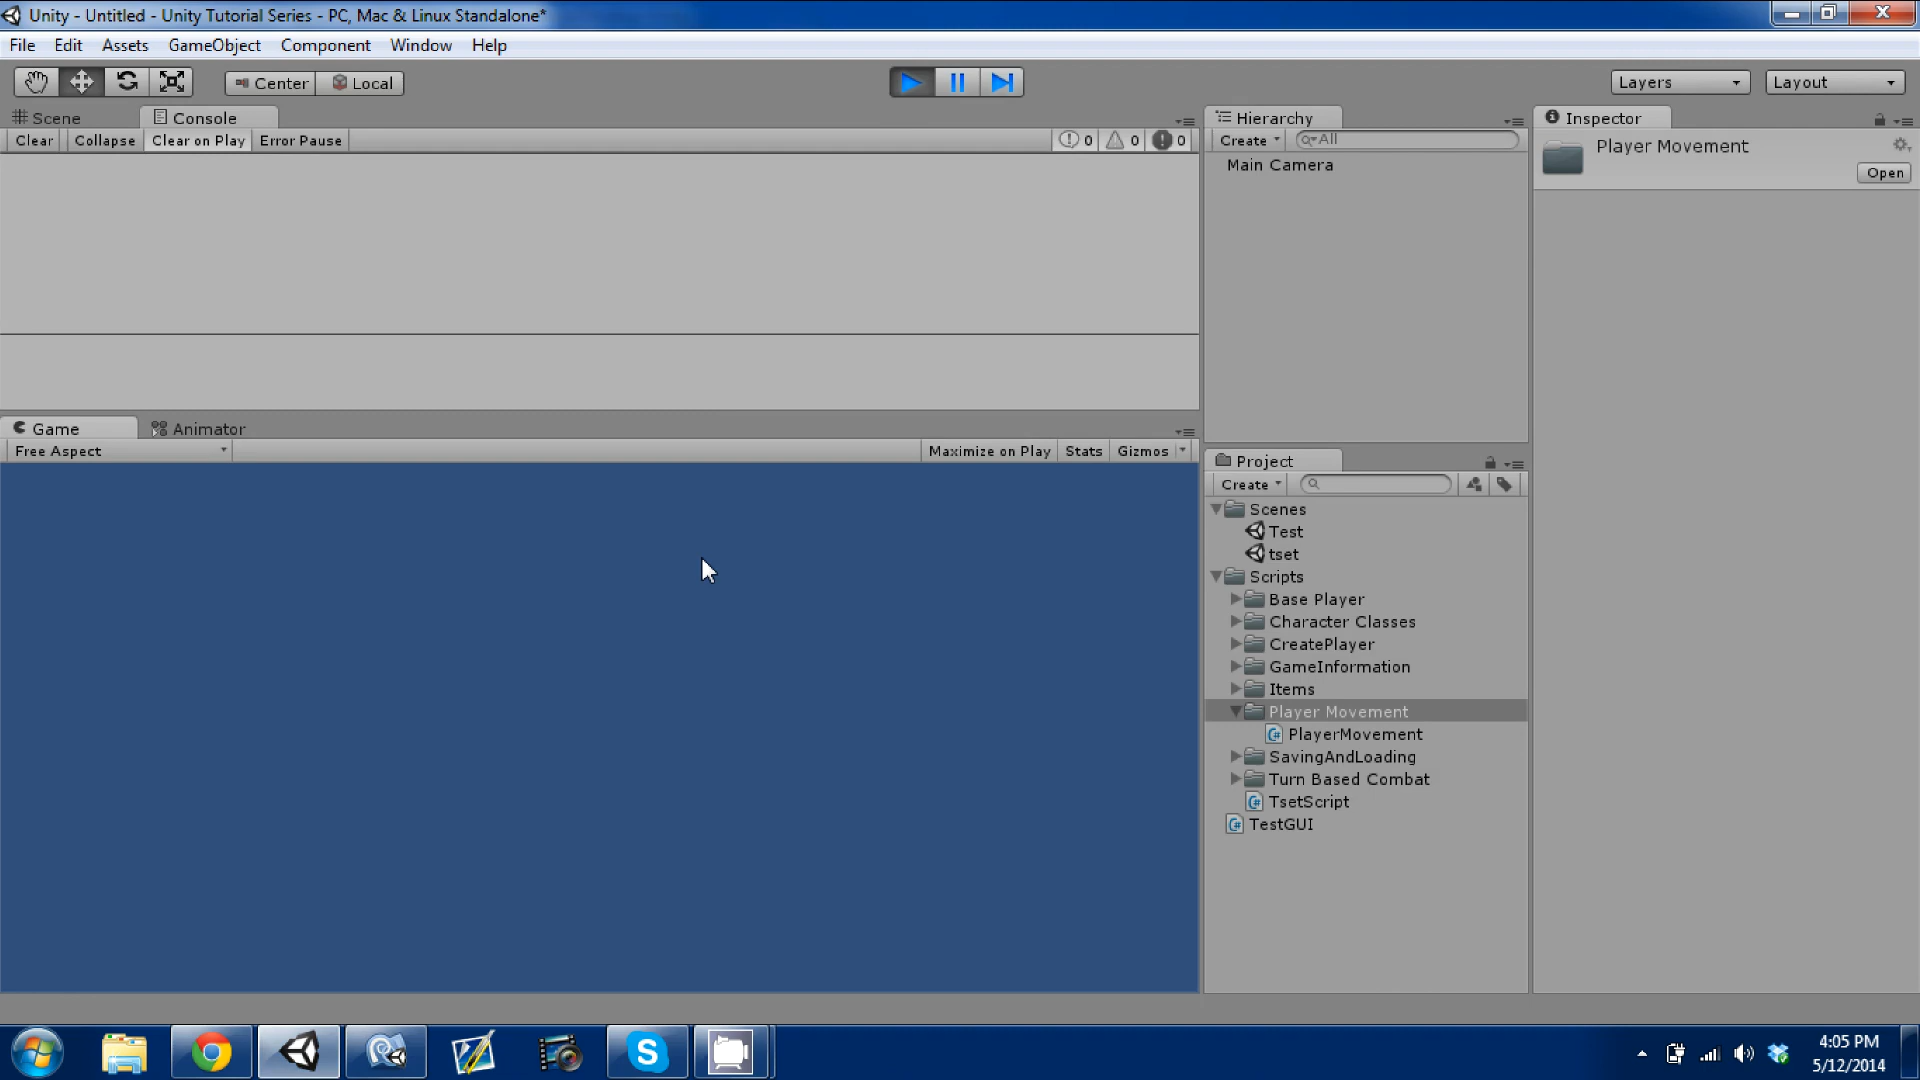 Unity - Untitled - Unity Tutorial Series - PC, Mac & Linux Standalone*
File Edit Assets GameObject Component Window Help
Center Local
Layers Layout
Scene Console
Clear Collapse Clear on Play Error Pause 0 0 0
Game Animator
Free Aspect Maximize on Play Stats Gizmos
Hierarchy
Create All
Main Camera
Project
Create
Scenes
Test
tset
Scripts
Base Player
Character Classes
CreatePlayer
GameInformation
Items
Player Movement
PlayerMovement
SavingAndLoading
Turn Based Combat
TsetScript
TestGUI
Inspector
Player Movement
Open
4:05 PM
5/12/2014